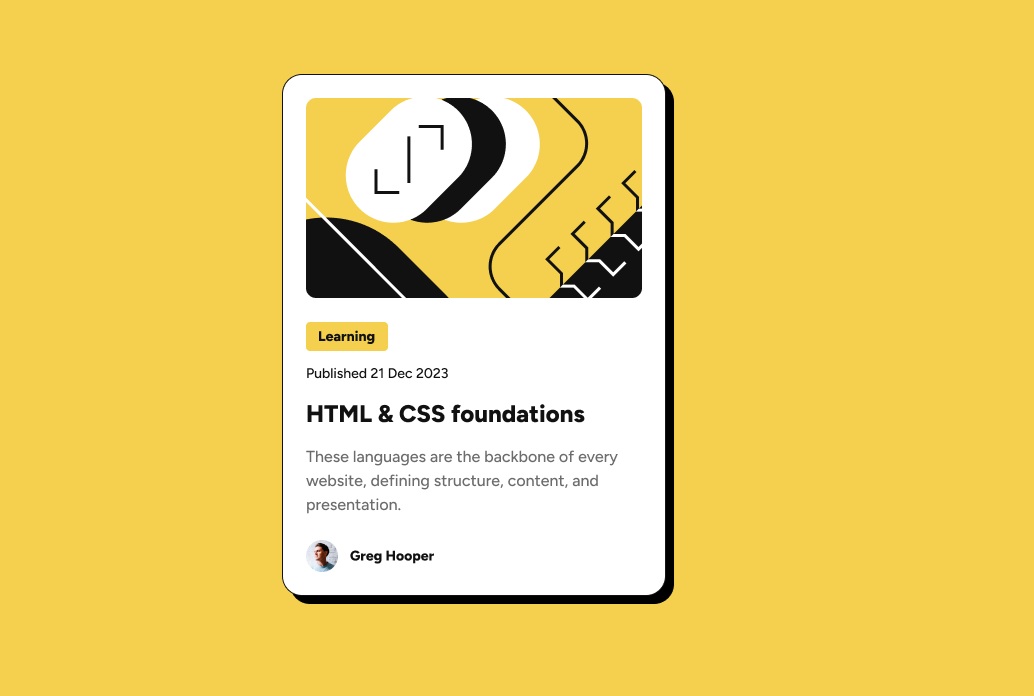 Learning
Published 21 Dec 2023
HTML & CSS foundations
These languages are the backbone of every
website, defining structure, content, and
presentation.
Greg Hooper